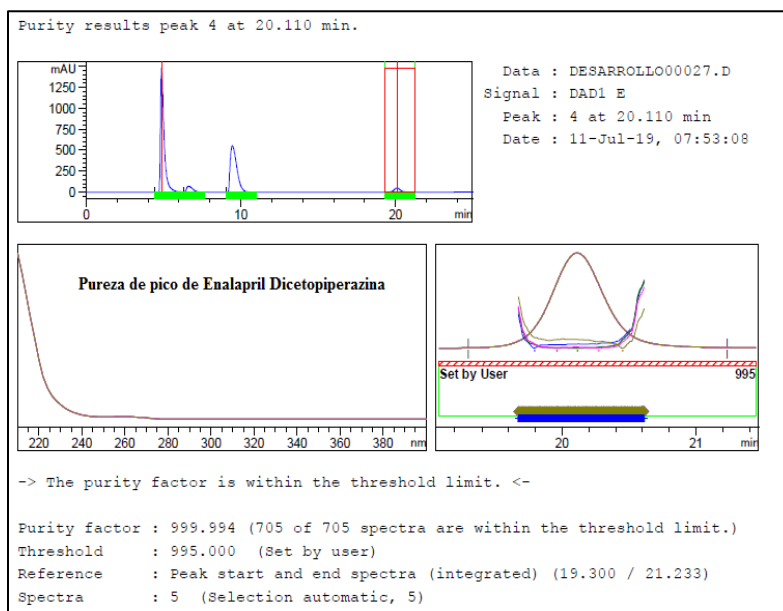 Purity results peak 4 at 20.110 min.
mAU
1250
1000
750
500
250
0
0 10 20 min
Data : DESARROLLO00027.D
Signal : DAD1 E
Peak : 4 at 20.110 min
Date : 11-Jul-19, 07:53:08
Pureza de pico de Enalapril Dicetopiperazina
220 240 260 280 300 320 340 360 380 nm
Set by User 995
20 21 min
-> The purity factor is within the threshold limit. <-
Purity factor : 999.994 (705 of 705 spectra are within the threshold limit.)
Threshold : 995.000 (Set by user)
Reference : Peak start and end spectra (integrated) (19.300 / 21.233)
Spectra : 5 (Selection automatic, 5)